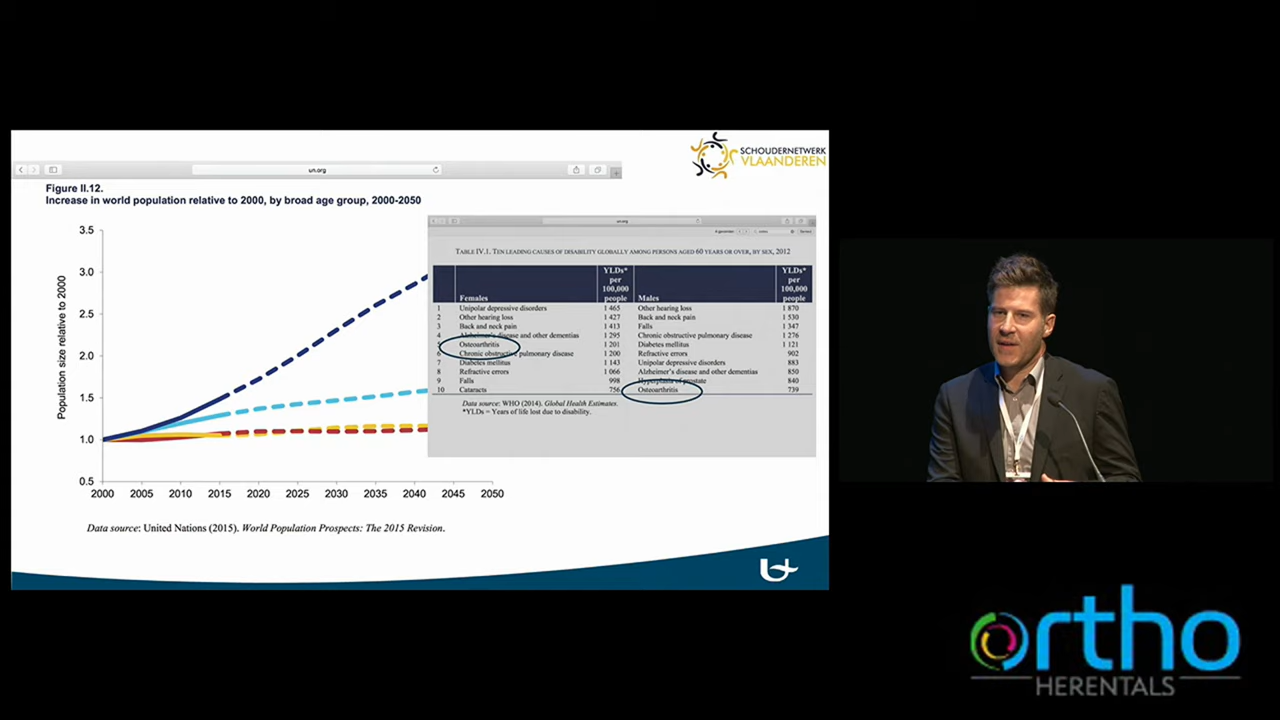 SCHOUDERNETWERK
VLAANDEREN
un.org
Figure II.12.
Increase in world population relative to 2000, by broad age group, 2000-2050
Population size relative to 2000
3.5
3.0
2.5
2.0
1.5
1.0
0.5
2000 2005 2010 2015 2020 2025 2030 2035 2040 2045 2050
Data source: United Nations (2015). World Population Prospects: The 2015 Revision.
un.org
TABLE IV.1. TEN LEADING CAUSES OF DISABILITY GLOBALLY AMONG PERSONS AGED 60 YEARS OR OVER, BY SEX, 2012
Females YLDs* per 100,000 people Males YLDs* per 100,000 people
1 Unipolar depressive disorders 1 465 Other hearing loss 1 870
2 Other hearing loss 1 427 Back and neck pain 1 530
3 Back and neck pain 1 413 Falls 1 347
4 Alzheimer's disease and other dementias 1 295 Chronic obstructive pulmonary disease 1 276
5 Osteoarthritis 1 201 Diabetes mellitus 1 121
6 Chronic obstructive pulmonary disease 1 200 Refractive errors 902
7 Diabetes mellitus 1 143 Unipolar depressive disorders 883
8 Refractive errors 1 066 Alzheimer's disease and other dementias 850
9 Falls 998 Hyperplasia of prostate 840
10 Cataracts 756 Osteoarthritis 739
Data source: WHO (2014). Global Health Estimates.
*YLDs = Years of life lost due to disability.
ortho
HERENTALS